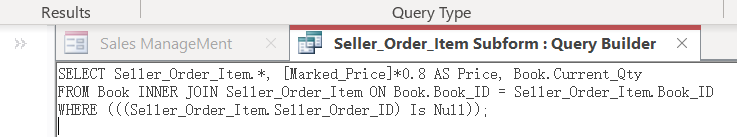 Results
Query Type
Sales ManageMent
Seller_Order_Item Subform : Query Builder
SELECT Seller_Order_Item.*, [Marked_Price]*0.8 AS Price, Book.Current_Qty
FROM Book INNER JOIN Seller_Order_Item ON Book.Book_ID = Seller_Order_Item.Book_ID
WHERE (((Seller_Order_Item.Seller_Order_ID) Is Null));